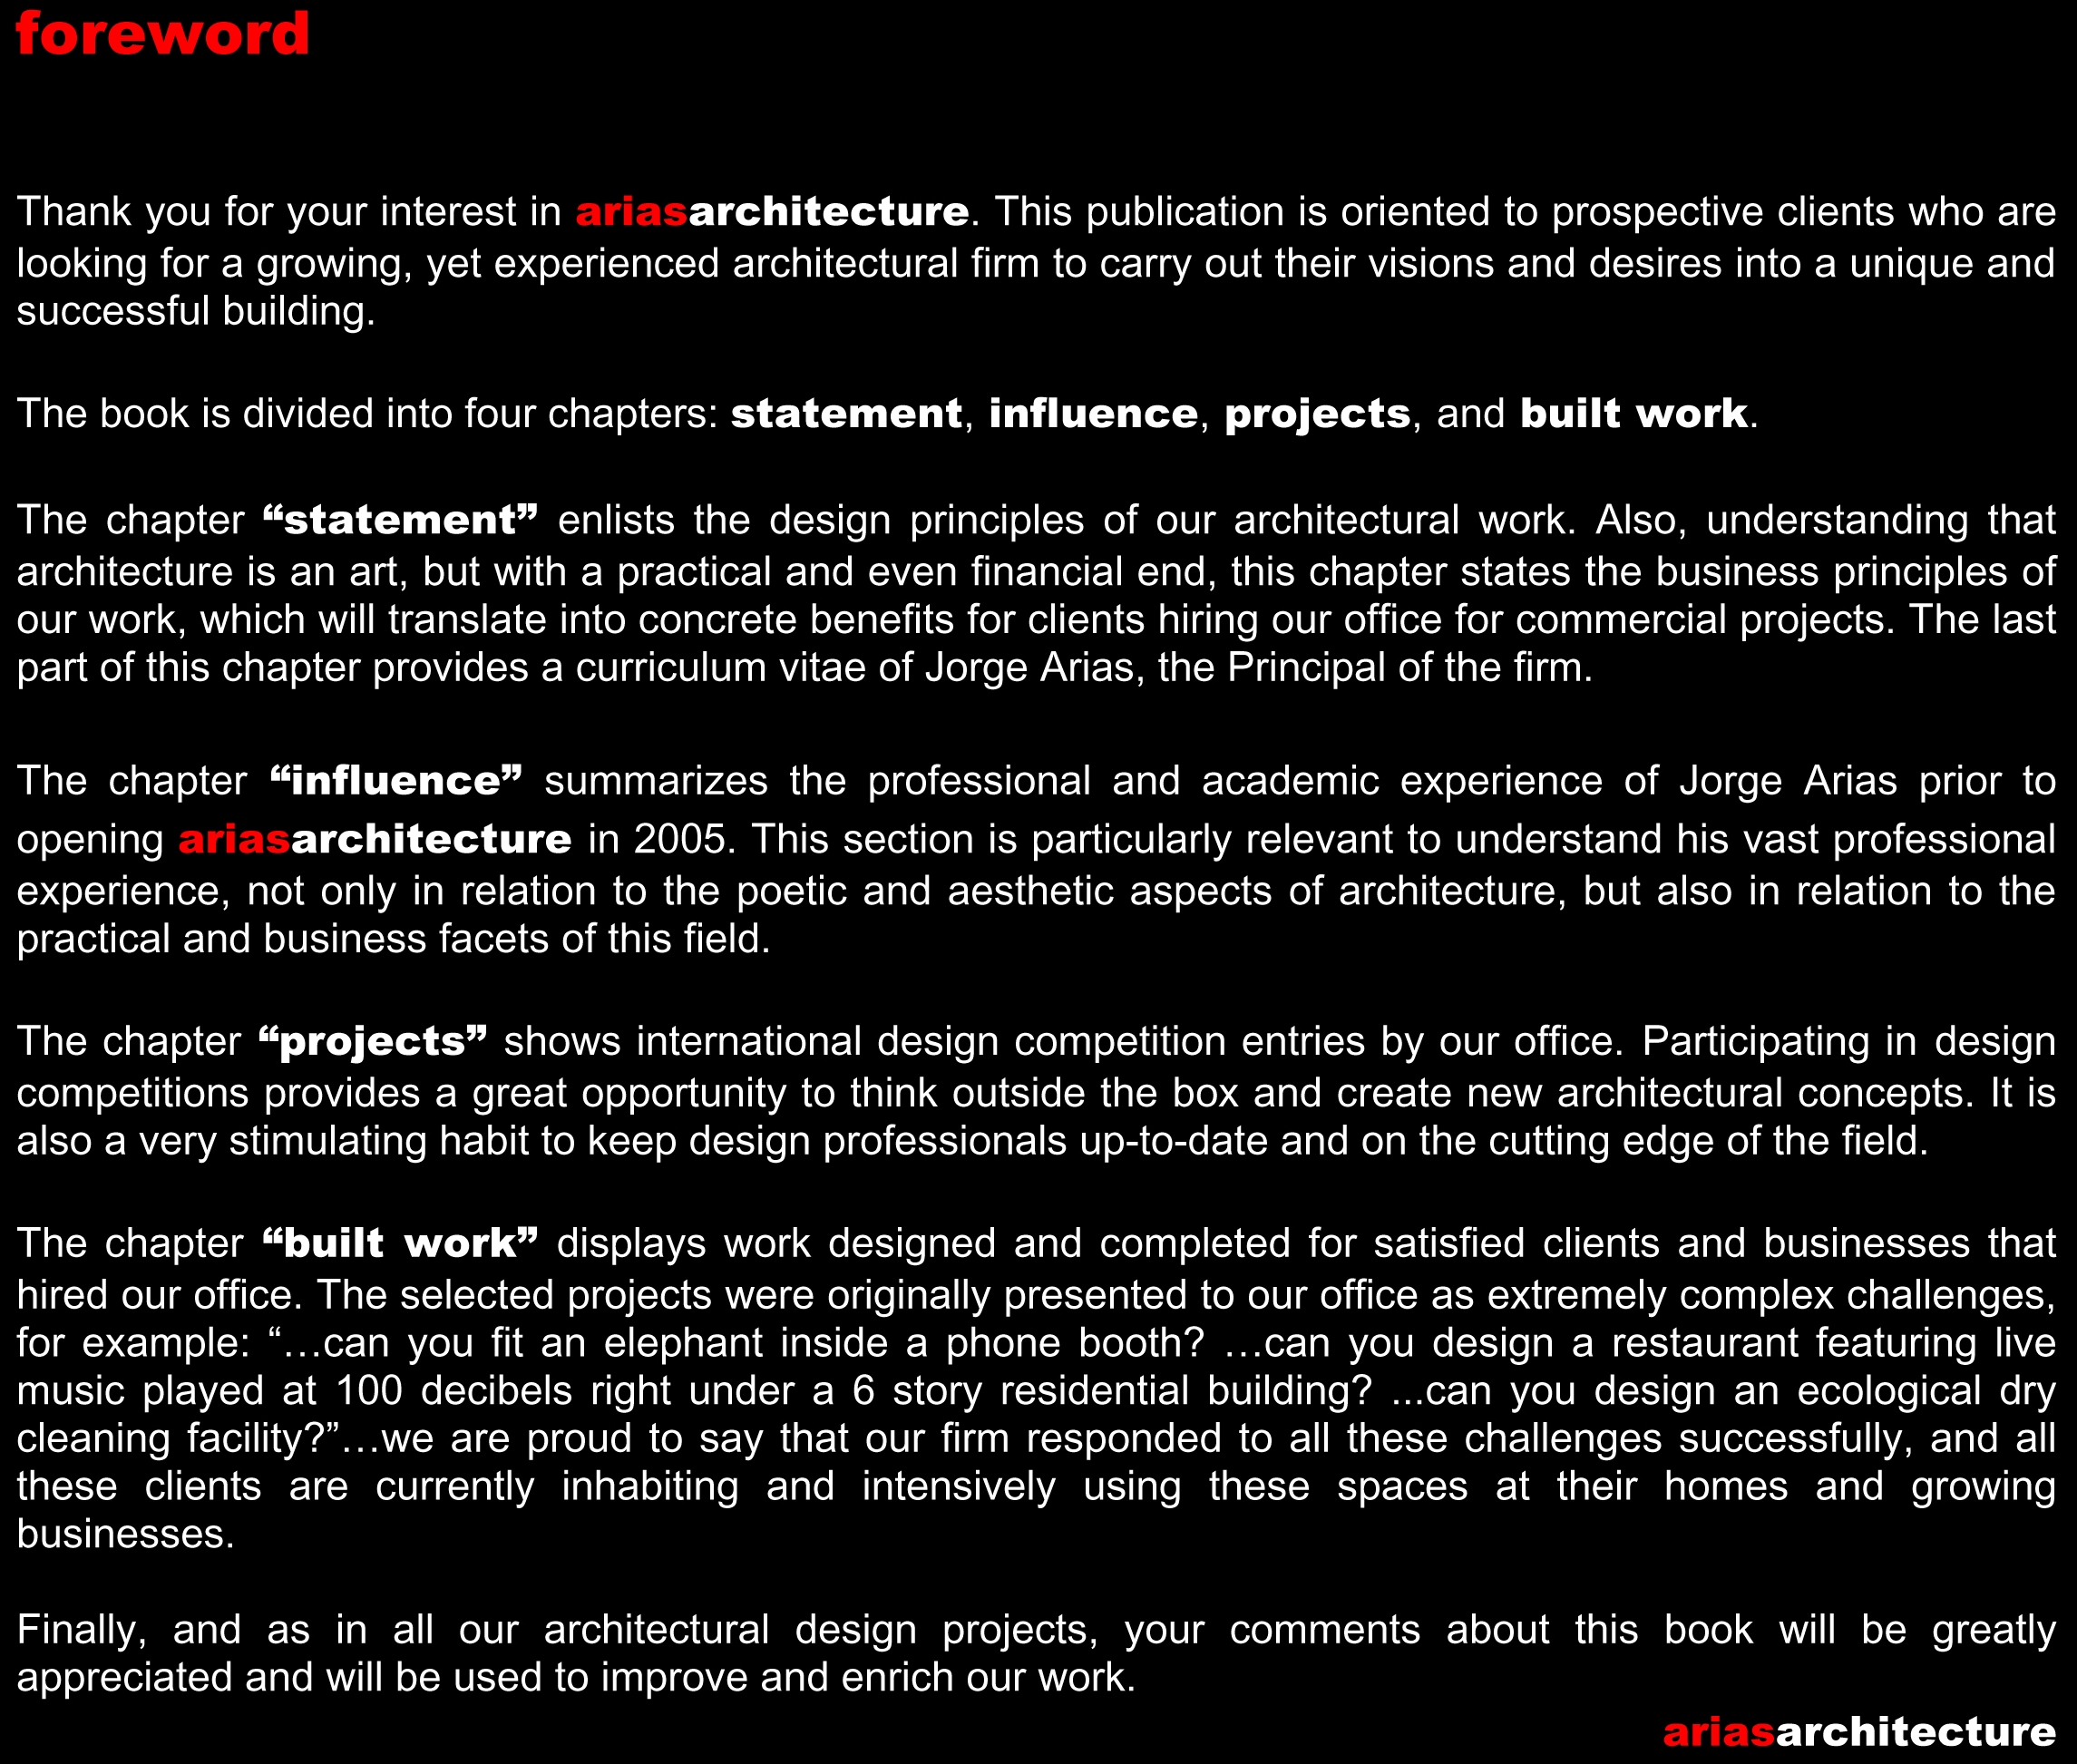 foreword
Thank you for your interest in ariasarchitecture. This publication is oriented to prospective clients who are
looking for a growing, yet experienced architectural firm to carry out their visions and desires into a unique and
successful building.
The book is divided into four chapters: statement, influence, projects, and built work.
The chapter “statement” enlists the design principles of our architectural work. Also, understanding that
architecture is an art, but with a practical and even financial end, this chapter states the business principles of
our work, which will translate into concrete benefits for clients hiring our office for commercial projects. The last
part of this chapter provides a curriculum vitae of Jorge Arias, the Principal of the firm.
The chapter “influence” summarizes the professional and academic experience of Jorge Arias prior to
opening ariasarchitecture in 2005. This section is particularly relevant to understand his vast professional
experience, not only in relation to the poetic and aesthetic aspects of architecture, but also in relation to the
practical and business facets of this field.
The chapter “projects” shows international design competition entries by our office. Participating in design
competitions provides a great opportunity to think outside the box and create new architectural concepts. It is
also a very stimulating habit to keep design professionals up-to-date and on the cutting edge of the field.
The chapter “built work” displays work designed and completed for satisfied clients and businesses that
hired our office. The selected projects were originally presented to our office as extremely complex challenges,
for example: “…can you fit an elephant inside a phone booth? …can you design a restaurant featuring live
music played at 100 decibels right under a 6 story residential building? ...can you design an ecological dry
cleaning facility?”…we are proud to say that our firm responded to all these challenges successfully, and all
these clients are currently inhabiting and intensively using these spaces at their homes and growing
businesses.
Finally, and as in all our architectural design projects, your comments about this book will be greatly
appreciated and will be used to improve and enrich our work.
ariasarchitecture